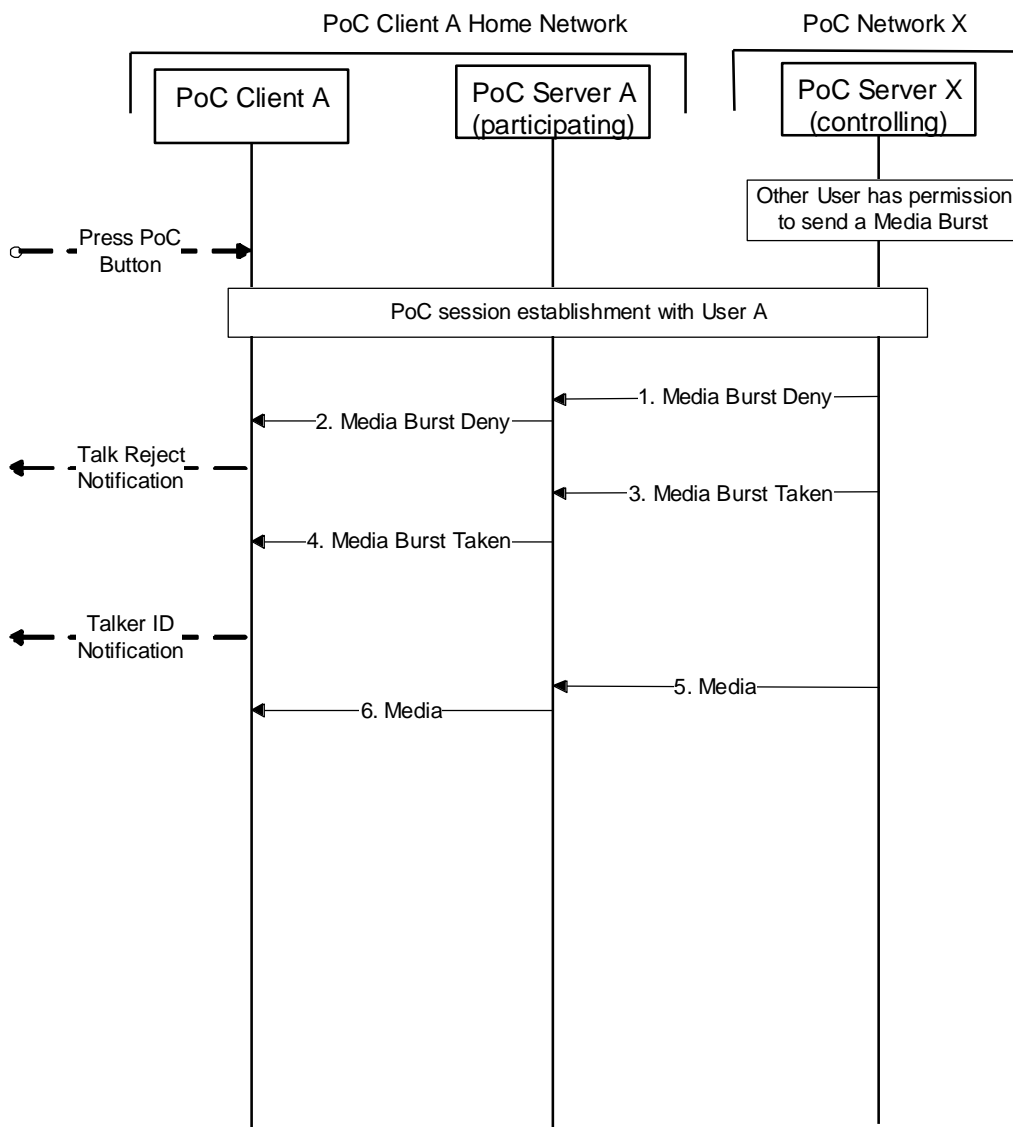 PoC Client A Home Network
PoC Network X
PoC Client A
PoC Server A
(participating)
PoC Server X
(controlling)
Other User has permission
to send a Media Burst
Press PoC
Button
PoC session establishment with User A
1. Media Burst Deny
2. Media Burst Deny
Talk Reject
Notification
3. Media Burst Taken
4. Media Burst Taken
Talker ID
Notification
5. Media
6. Media